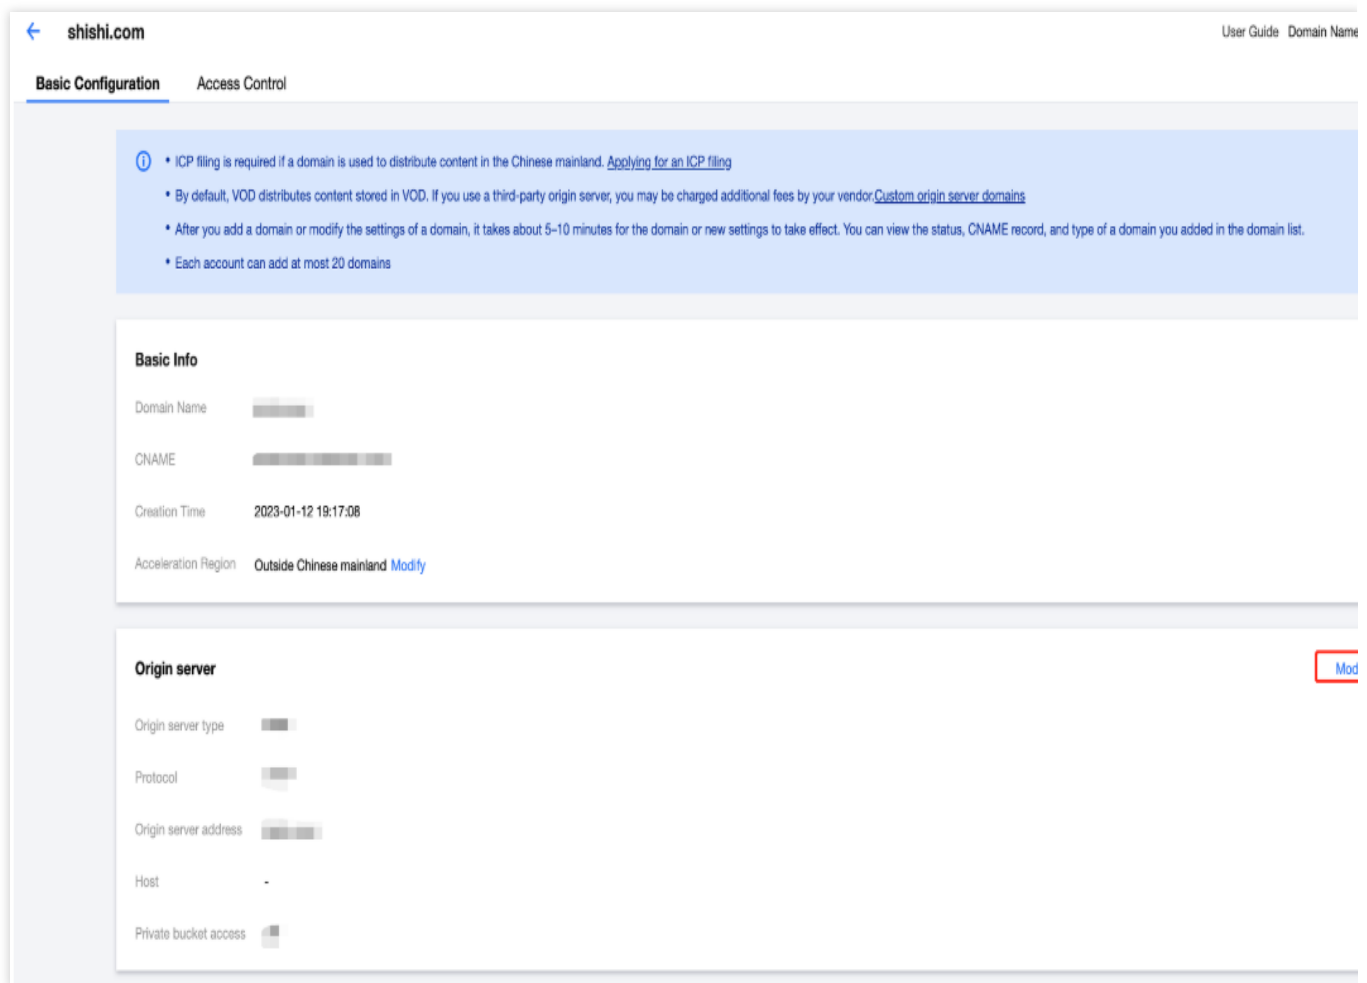 shishi.com
User Guide Domain Name
Basic Configuration Access Control
• ICP filing is required if a domain is used to distribute content in the Chinese mainland. Applying for an ICP filing
• By default, VOD distributes content stored in VOD. If you use a third-party origin server, you may be charged additional fees by your vendor.Custom origin server domains
• After you add a domain or modify the settings of a domain, it takes about 5–10 minutes for the domain or new settings to take effect. You can view the status, CNAME record, and type of a domain you added in the domain list.
• Each account can add at most 20 domains
Basic Info
Domain Name
CNAME
Creation Time 2023-01-12 19:17:08
Acceleration Region Outside Chinese mainland Modify
Origin server
Mod
Origin server type
Protocol
Origin server address
Host -
Private bucket access